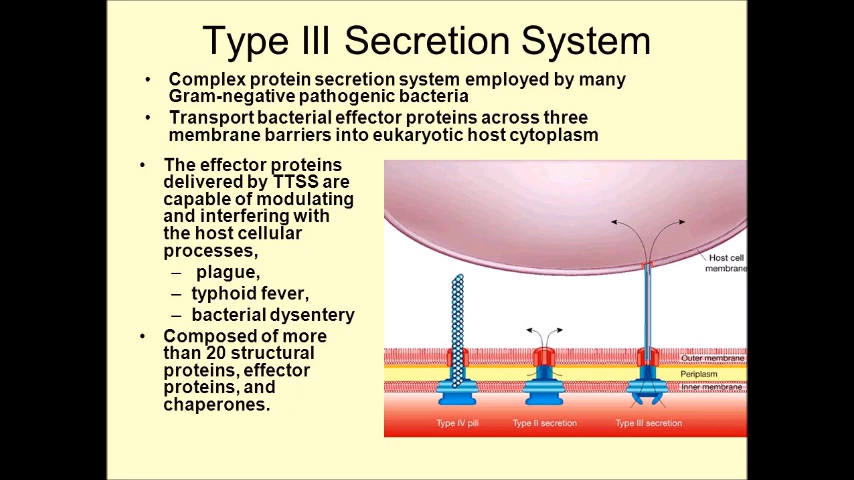 Type III Secretion System
• Complex protein secretion system employed by many
Gram-negative pathogenic bacteria
• Transport bacterial effector proteins across three
membrane barriers into eukaryotic host cytoplasm
• The effector proteins
delivered by TTSS are
capable of modulating
and interfering with
the host cellular
processes,
– plague,
– typhoid fever,
– bacterial dysentery
• Composed of more
than 20 structural
proteins, effector
proteins, and
chaperones.
Host cell
membrane
Outer membrane
Periplasm
Inner membrane
Type IV pili
Type II secretion
Type III secretion